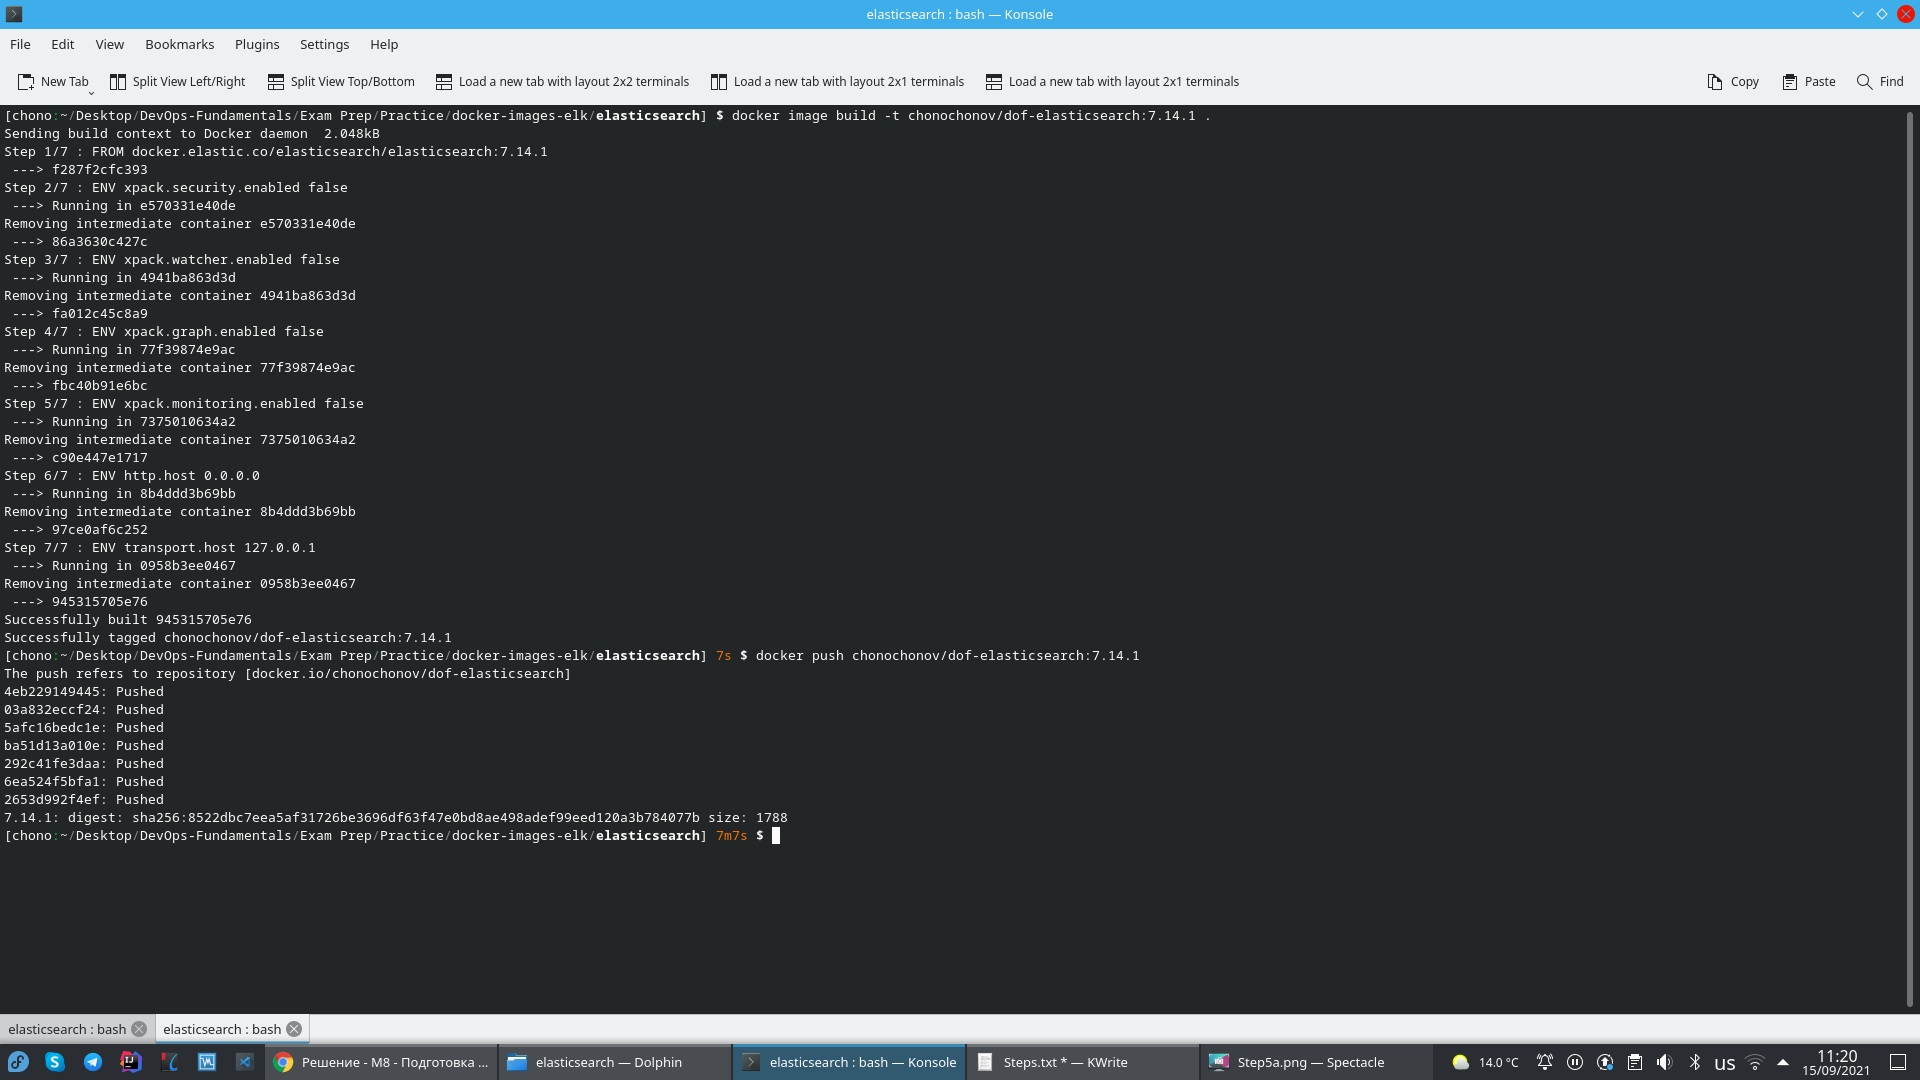 elasticsearch : bash — Konsole
File Edit View Bookmarks Plugins Settings Help
New Tab Split View Left/Right Split View Top/Bottom Load a new tab with layout 2x2 terminals Load a new tab with layout 2x1 terminals Load a new tab with layout 2x1 terminals Copy Paste Find
[chono:~/Desktop/DevOps-Fundamentals/Exam Prep/Practice/docker-images-elk/elasticsearch] $ docker image build -t chonochonov/dof-elasticsearch:7.14.1 .
Sending build context to Docker daemon  2.048kB
Step 1/7 : FROM docker.elastic.co/elasticsearch/elasticsearch:7.14.1
 ---> f287f2cfc393
Step 2/7 : ENV xpack.security.enabled false
 ---> Running in e570331e40de
Removing intermediate container e570331e40de
 ---> 86a3630c427c
Step 3/7 : ENV xpack.watcher.enabled false
 ---> Running in 4941ba863d3d
Removing intermediate container 4941ba863d3d
 ---> fa012c45c8a9
Step 4/7 : ENV xpack.graph.enabled false
 ---> Running in 77f39874e9ac
Removing intermediate container 77f39874e9ac
 ---> fbc40b91e6bc
Step 5/7 : ENV xpack.monitoring.enabled false
 ---> Running in 7375010634a2
Removing intermediate container 7375010634a2
 ---> c90e447e1717
Step 6/7 : ENV http.host 0.0.0.0
 ---> Running in 8b4ddd3b69bb
Removing intermediate container 8b4ddd3b69bb
 ---> 97ce0af6c252
Step 7/7 : ENV transport.host 127.0.0.1
 ---> Running in 0958b3ee0467
Removing intermediate container 0958b3ee0467
 ---> 945315705e76
Successfully built 945315705e76
Successfully tagged chonochonov/dof-elasticsearch:7.14.1
[chono:~/Desktop/DevOps-Fundamentals/Exam Prep/Practice/docker-images-elk/elasticsearch] 7s $ docker push chonochonov/dof-elasticsearch:7.14.1
The push refers to repository [docker.io/chonochonov/dof-elasticsearch]
4eb229149445: Pushed
03a832eccf24: Pushed
5afc16bedc1e: Pushed
ba51d13a010e: Pushed
292c41fe3daa: Pushed
6ea524f5bfa1: Pushed
2653d992f4ef: Pushed
7.14.1: digest: sha256:8522dbc7eea5af31726be3696df63f47e0bd8ae498adef99eed120a3b784077b size: 1788
[chono:~/Desktop/DevOps-Fundamentals/Exam Prep/Practice/docker-images-elk/elasticsearch] 7m7s $
elasticsearch : bash elasticsearch : bash
Решение - M8 - Подготовка ... elasticsearch — Dolphin elasticsearch : bash — Konsole Steps.txt * — KWrite Step5a.png — Spectacle 14.0 °C us 11:20
15/09/2021